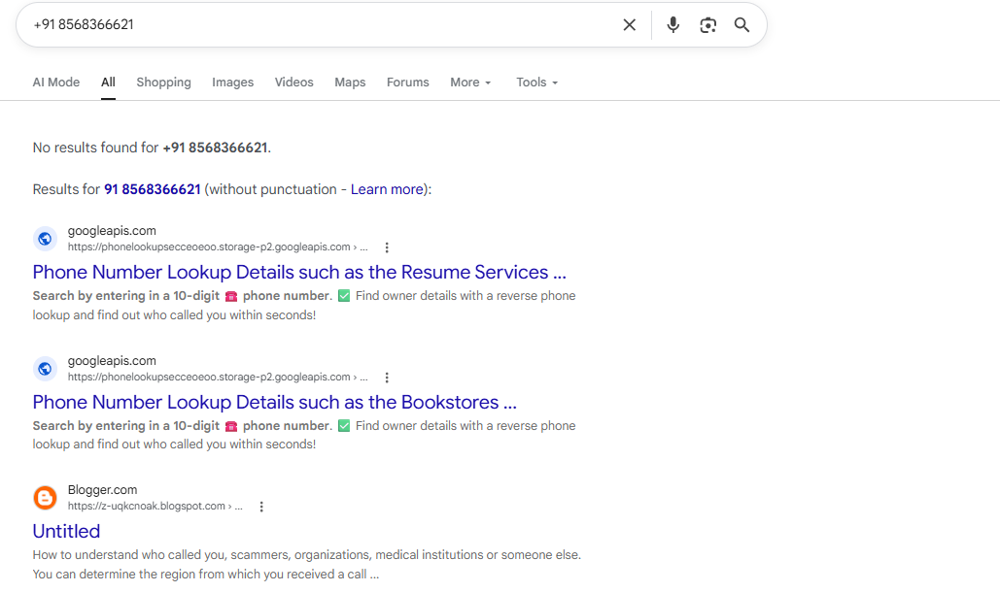 +91 8568366621
AI Mode All Shopping Images Videos Maps Forums More Tools
No results found for +91 8568366621.
Results for 91 8568366621 (without punctuation - Learn more):
googleapis.com
https://phonelookupsecceoeoo.storage-p2.googleapis.com › ...
Phone Number Lookup Details such as the Resume Services ...
Search by entering in a 10-digit ☎️ phone number. ✅ Find owner details with a reverse phone
lookup and find out who called you within seconds!
googleapis.com
https://phonelookupsecceoeoo.storage-p2.googleapis.com › ...
Phone Number Lookup Details such as the Bookstores ...
Search by entering in a 10-digit ☎️ phone number. ✅ Find owner details with a reverse phone
lookup and find out who called you within seconds!
Blogger.com
https://z-uqkcnoak.blogspot.com › ...
Untitled
How to understand who called you, scammers, organizations, medical institutions or someone else.
You can determine the region from which you received a call ...